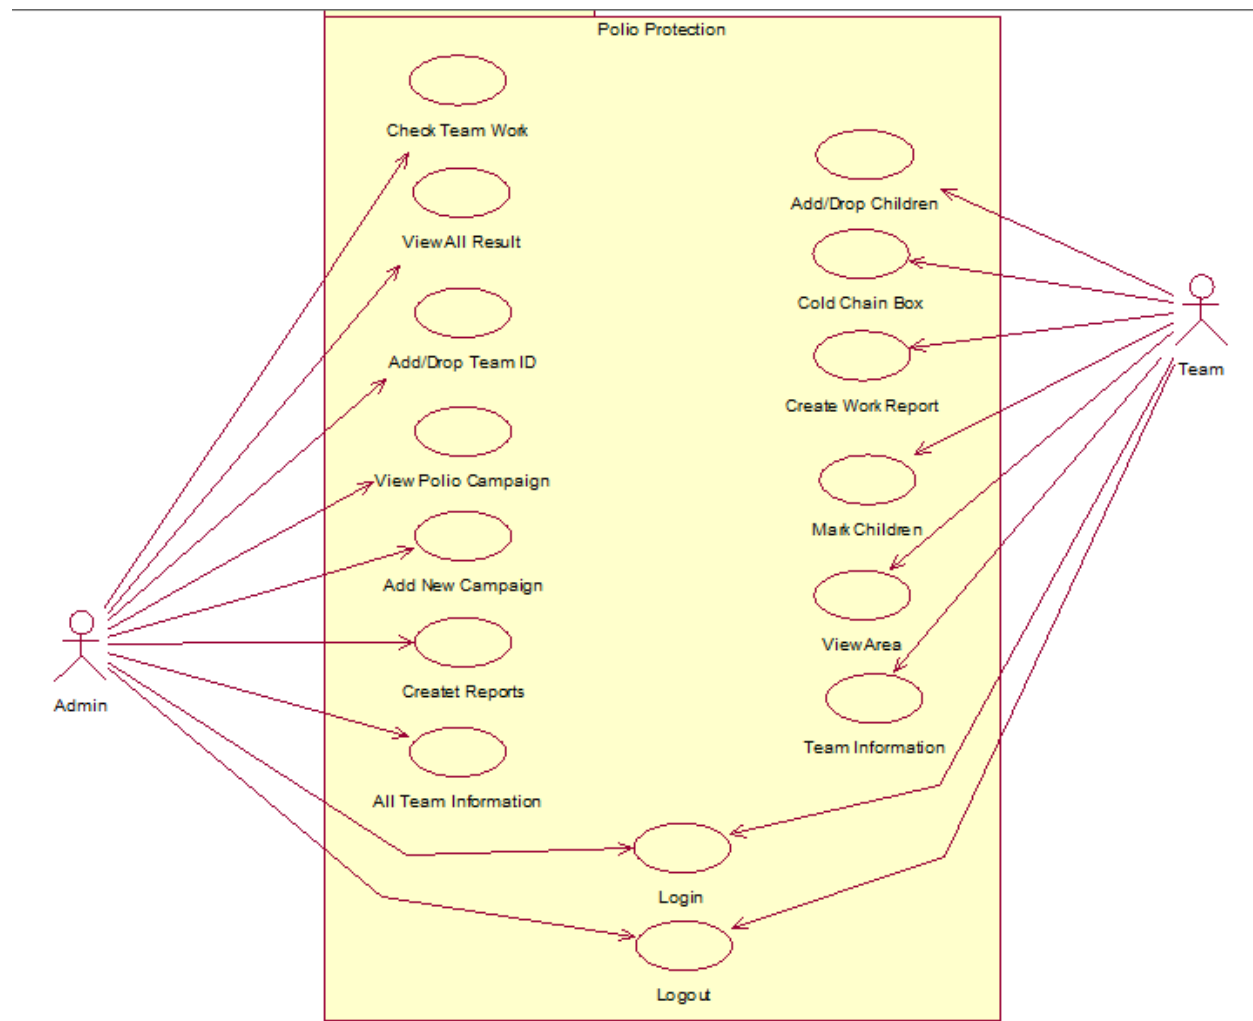 Polio Protection
Check Team Work
View All Result
Add/Drop Team ID
View Polio Campaign
Add New Campaign
Createt Reports
All Team Information
Admin
Add/Drop Children
Cold Chain Box
Create Work Report
Mark Children
View Area
Team Information
Team
Login
Logout